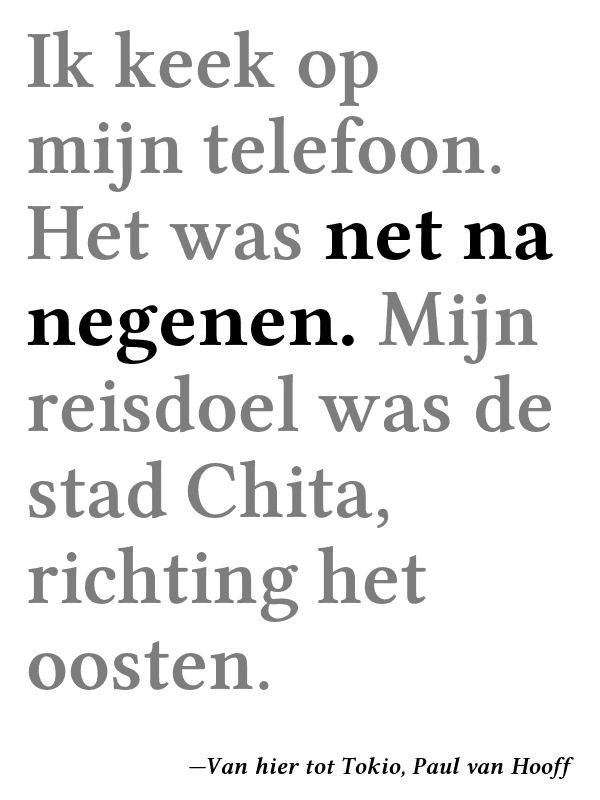 Ik keek op
mijn telefoon.
Het was net na
negenen. Mijn
reisdoel was de
stad Chita,
richting het
oosten.
—Van hier tot Tokio, Paul van Hooff